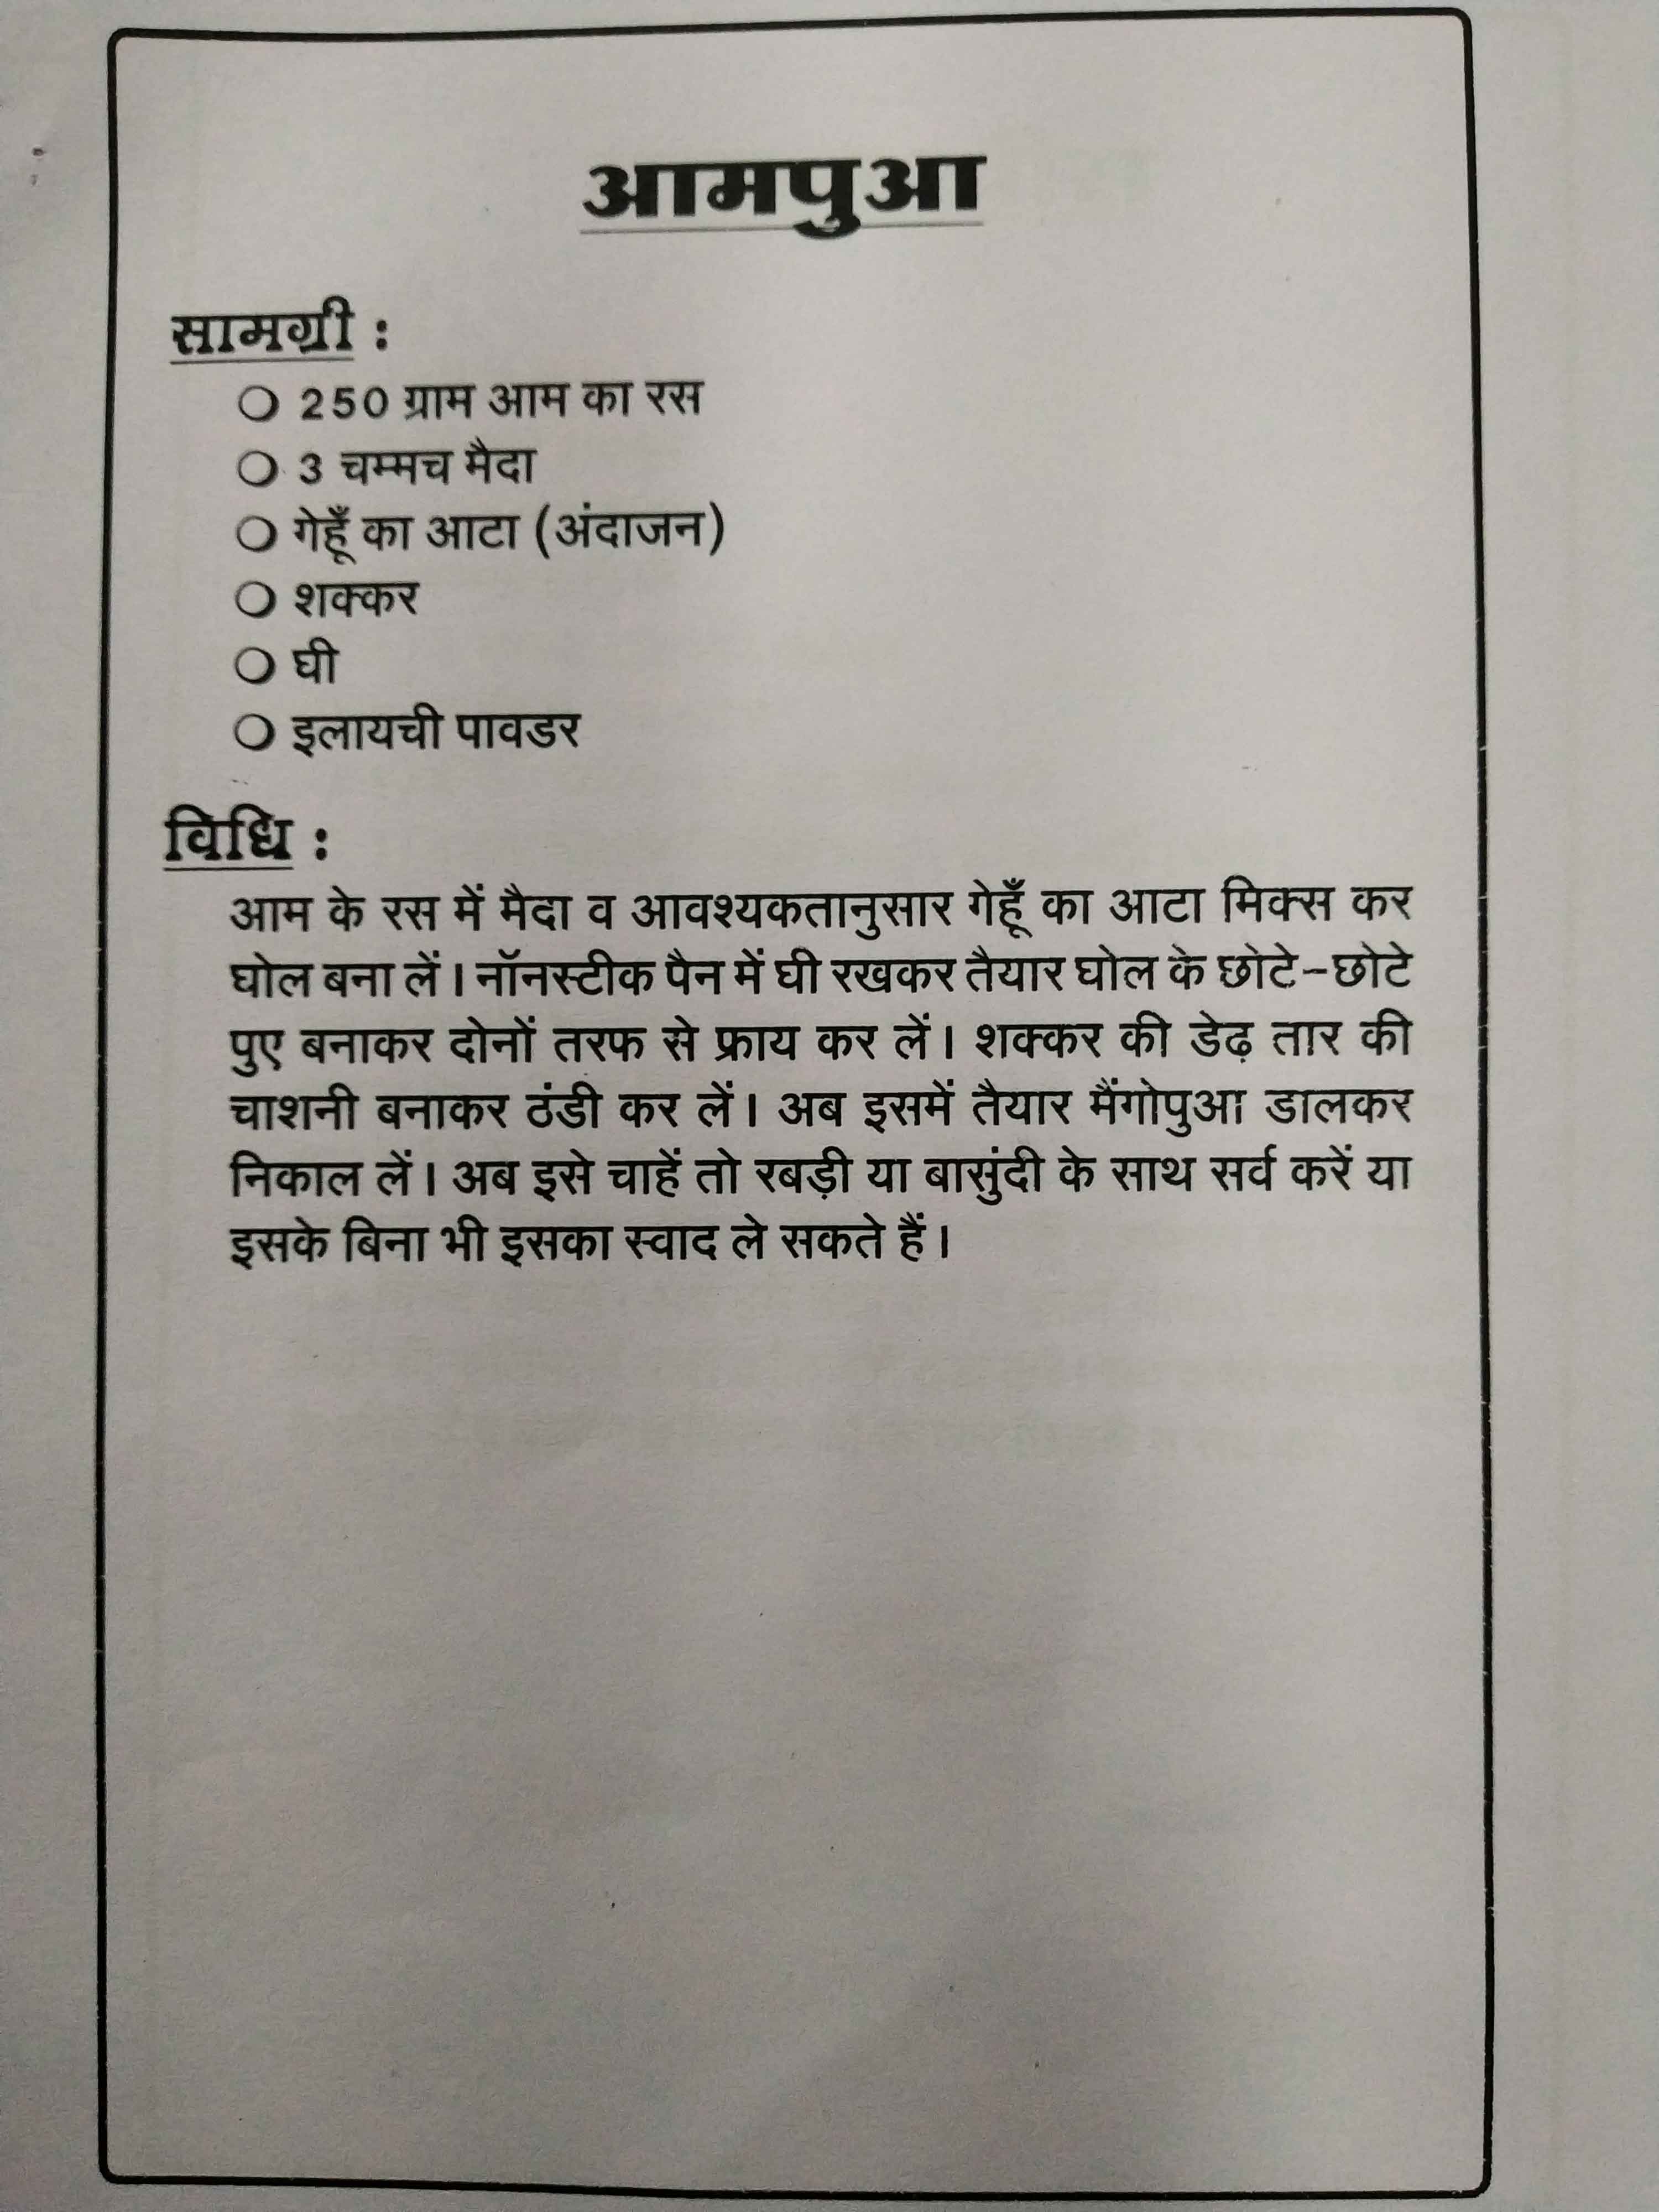 आमपुआ
सामग्री :
○ 250 ग्राम आम का रस
○ 3 चम्मच मैदा
○ गेहूँ का आटा (अंदाजन)
○ शक्कर
○ घी
○ इलायची पावडर
विधि :
आम के रस में मैदा व आवश्यकतानुसार गेहूँ का आटा मिक्स कर
घोल बना लें। नॉनस्टीक पैन में घी रखकर तैयार घोल के छोटे-छोटे
पुए बनाकर दोनों तरफ से फ्राय कर लें। शक्कर की डेढ़ तार की
चाशनी बनाकर ठंडी कर लें। अब इसमें तैयार मैंगोपुआ डालकर
निकाल लें। अब इसे चाहें तो रबड़ी या बासुंदी के साथ सर्व करें या
इसके बिना भी इसका स्वाद ले सकते हैं।